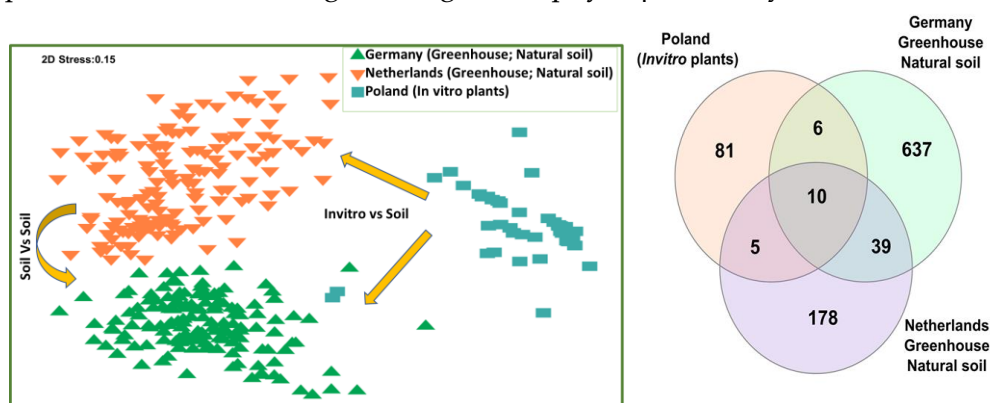 2D Stress:0.15
Germany (Greenhouse; Natural soil)
Netherlands (Greenhouse; Natural soil)
Poland (In vitro plants)
Soil Vs Soil
Invitro vs Soil
Poland
(Invitro plants)
Germany
Greenhouse
Natural soil
81
6
637
10
5
39
178
Netherlands
Greenhouse
Natural soil